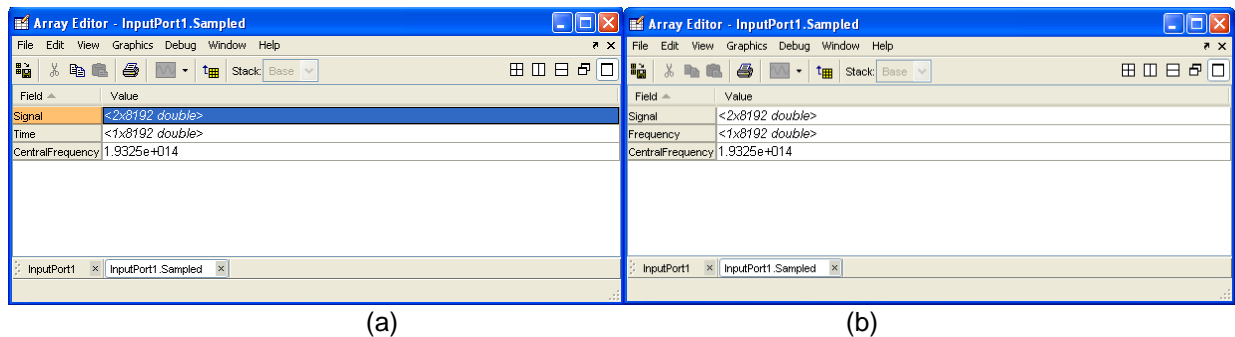 Array Editor - InputPort1.Sampled
File Edit View Graphics Debug Window Help
Stack: Base
Field Value
Signal <2x8192 double>
Time <1x8192 double>
CentralFrequency 1.9325e+014
InputPort1 InputPort1.Sampled
(a)
Array Editor - InputPort1.Sampled
File Edit View Graphics Debug Window Help
Stack: Base
Field Value
Signal <2x8192 double>
Frequency <1x8192 double>
CentralFrequency 1.9325e+014
InputPort1 InputPort1.Sampled
(b)